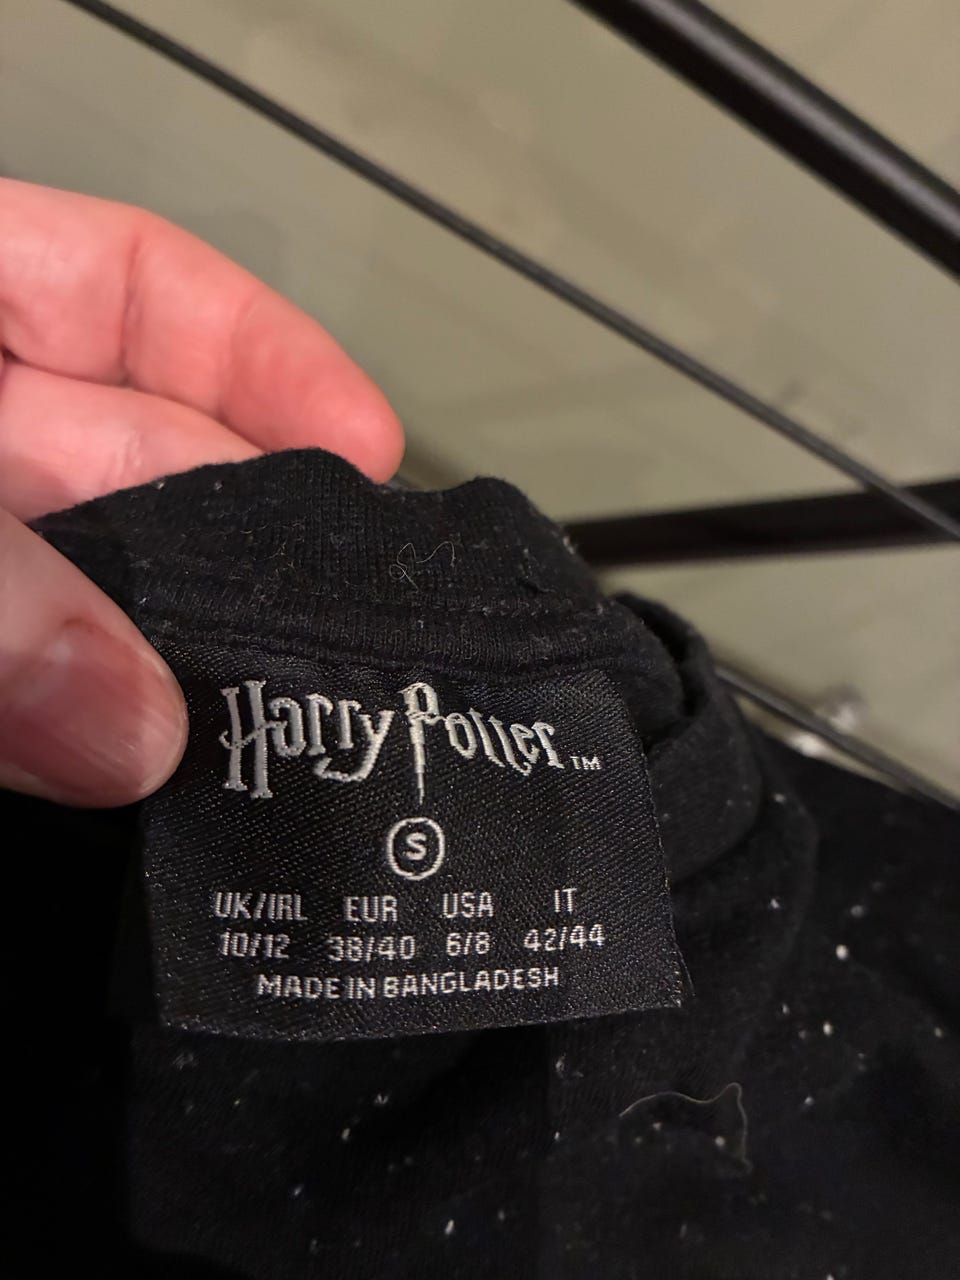 Harry Potter™
S
UK/IRL EUR USA IT
10/12 38/40 6/8 42/44
MADE IN BANGLADESH